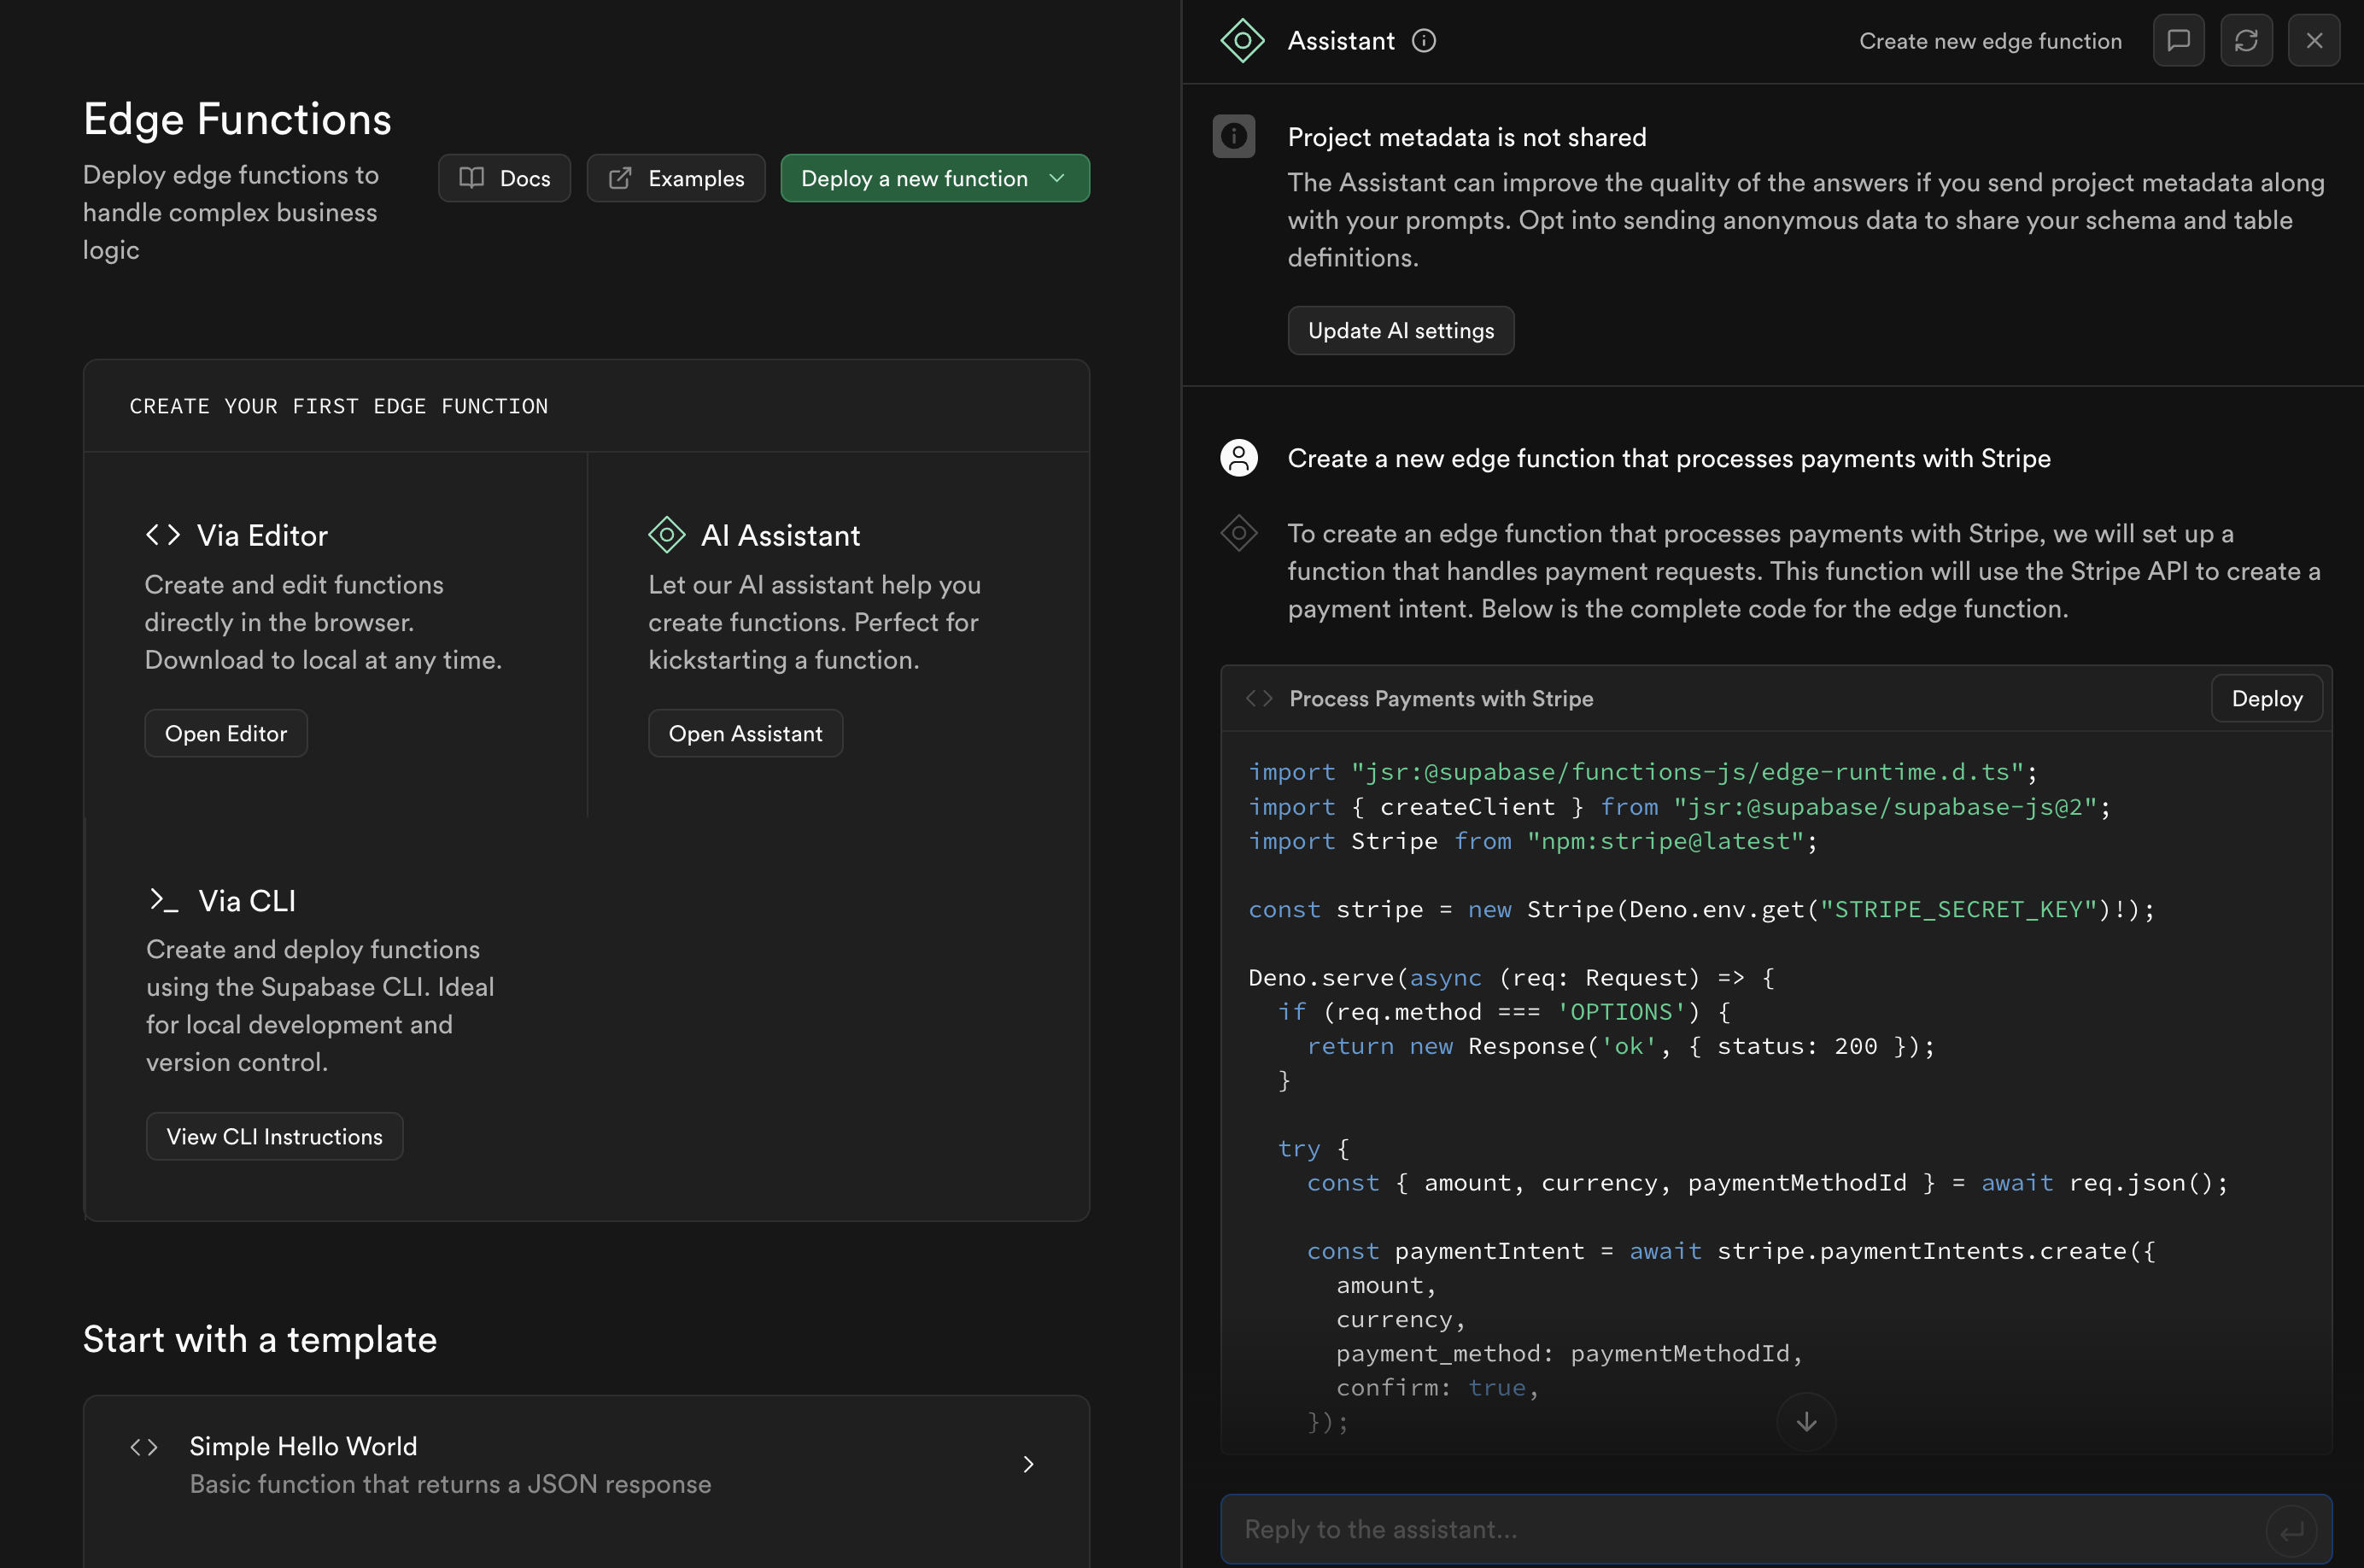 Edge Functions
Deploy edge functions to
handle complex business
logic
Docs
Examples
Deploy a new function
CREATE YOUR FIRST EDGE FUNCTION
Via Editor
Create and edit functions
directly in the browser.
Download to local at any time.
Open Editor
AI Assistant
Let our AI assistant help you
create functions. Perfect for
kickstarting a function.
Open Assistant
Via CLI
Create and deploy functions
using the Supabase CLI. Ideal
for local development and
version control.
View CLI Instructions
Start with a template
Simple Hello World
Basic function that returns a JSON response
Assistant
Create new edge function
Project metadata is not shared
The Assistant can improve the quality of the answers if you send project metadata along
with your prompts. Opt into sending anonymous data to share your schema and table
definitions.
Update AI settings
Create a new edge function that processes payments with Stripe
To create an edge function that processes payments with Stripe, we will set up a
function that handles payment requests. This function will use the Stripe API to create a
payment intent. Below is the complete code for the edge function.
Process Payments with Stripe
Deploy
import "jsr:@supabase/functions-js/edge-runtime.d.ts";
import { createClient } from "jsr:@supabase/supabase-js@2";
import Stripe from "npm:stripe@latest";
const stripe = new Stripe(Deno.env.get("STRIPE_SECRET_KEY")!);
Deno.serve(async (req: Request) => {
  if (req.method === 'OPTIONS') {
    return new Response('ok', { status: 200 });
  }
  try {
    const { amount, currency, paymentMethodId } = await req.json();
    const paymentIntent = await stripe.paymentIntents.create({
      amount,
      currency,
      payment_method: paymentMethodId,
      confirm: true,
    });
Reply to the assistant...